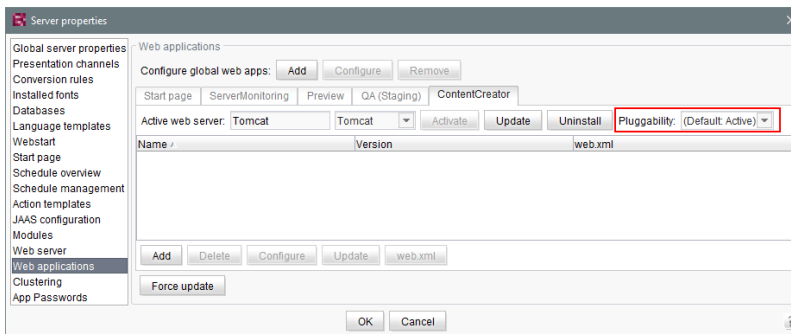 Server properties
Global server properties
Presentation channels
Conversion rules
Installed fonts
Databases
Language templates
Webstart
Start page
Schedule overview
Schedule management
Action templates
JAAS configuration
Modules
Web server
Web applications
Clustering
App Passwords
Web applications
Configure global web apps: Add Configure Remove
Start page ServerMonitoring Preview QA (Staging) ContentCreator
Active web server: Tomcat Tomcat Activate Update Uninstall Pluggability: (Default: Active)
Name Version web.xml
Add Delete Configure Update web.xml
Force update
OK Cancel